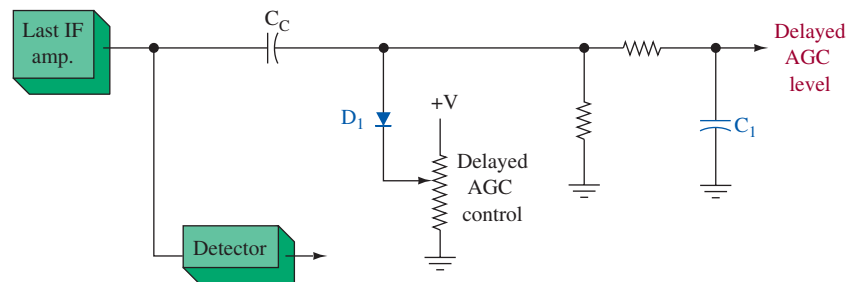 Last IF
amp.
C_C
Delayed
AGC
level
D_1
+V
Delayed
AGC
control
C_1
Detector